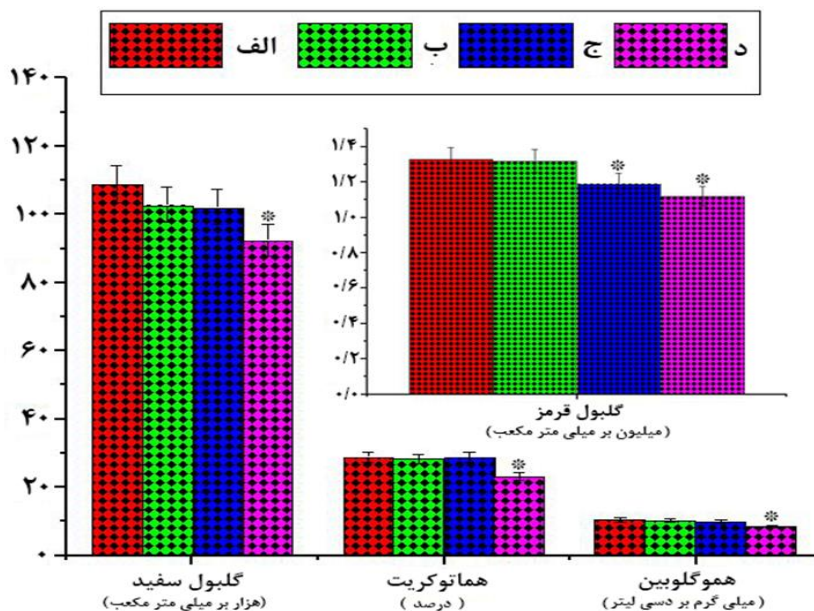 الف ب ج د
۱۴۰
۱۲۰
۱۰۰
۸۰
۶۰
۴۰
۲۰
۰
۱/۴
۱/۲
۱/۰
۰/۸
۰/۶
۰/۴
۰/۲
۰/۰
* *
گلبول قرمز
(میلیون بر میلی متر مکعب)
*
*
*
گلبول سفید
(هزار بر میلی متر مکعب)
هماتوکریت
(درصد)
هموگلوبین
(میلی گرم بر دسی لیتر)